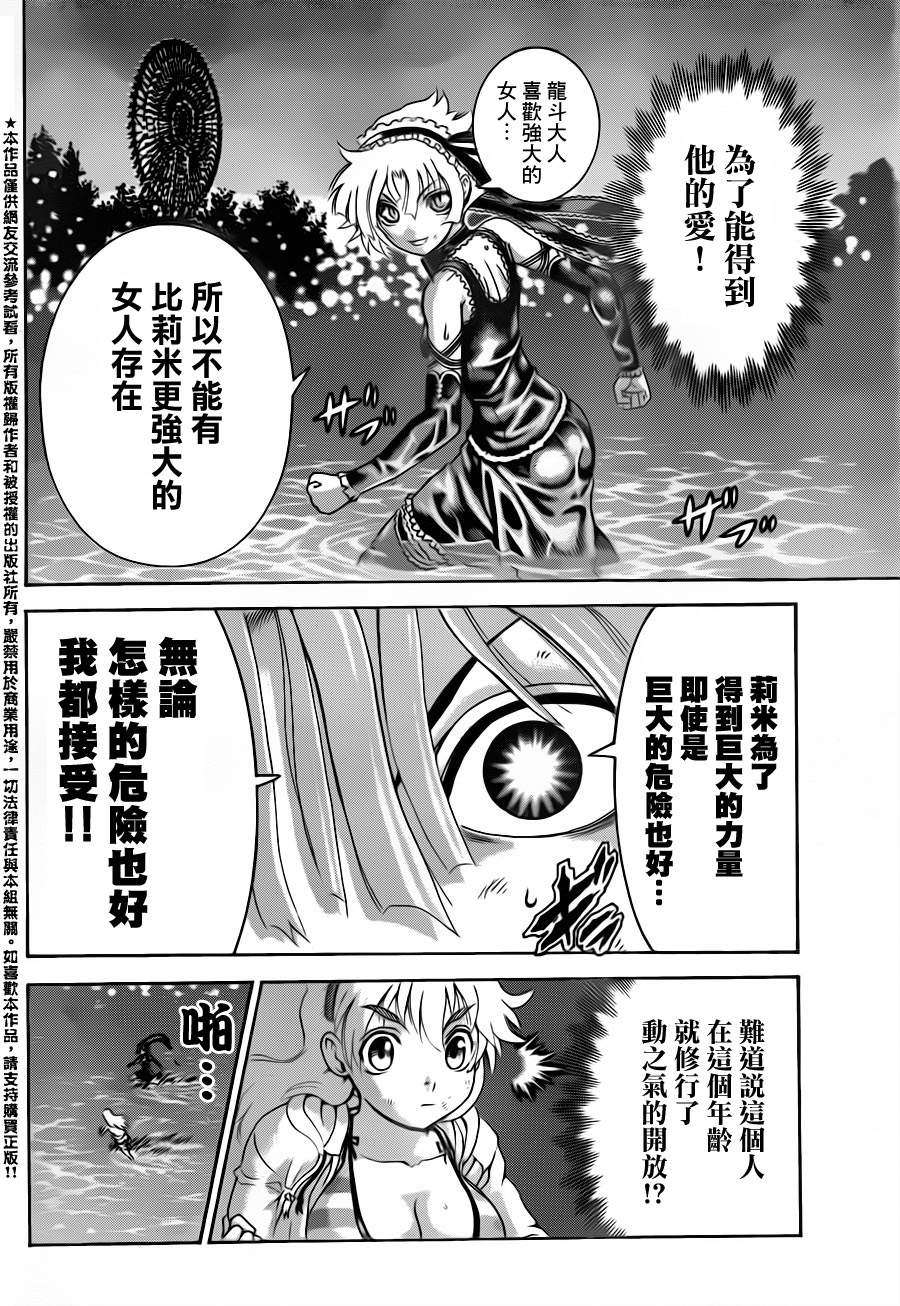 為了能得到
他的愛！
龍斗大人
喜歡強大的
女人…
所以不能有
比莉米更強大的
女人存在
ザバ
ザバ
莉米為了
得到巨大的力量
即使是
巨大的危險也好…
無論
怎樣的危險也好
我都接受!!
難道説這個人
在這個年齡
就修行了
動之氣的開放!?
啪…
★本作品僅供網友交流參考試看，所有版權歸作者和被授權的出版社所有，嚴禁用於商業用途，一切法律責任與本組無關。如喜歡本作品，請支持購買正版!!